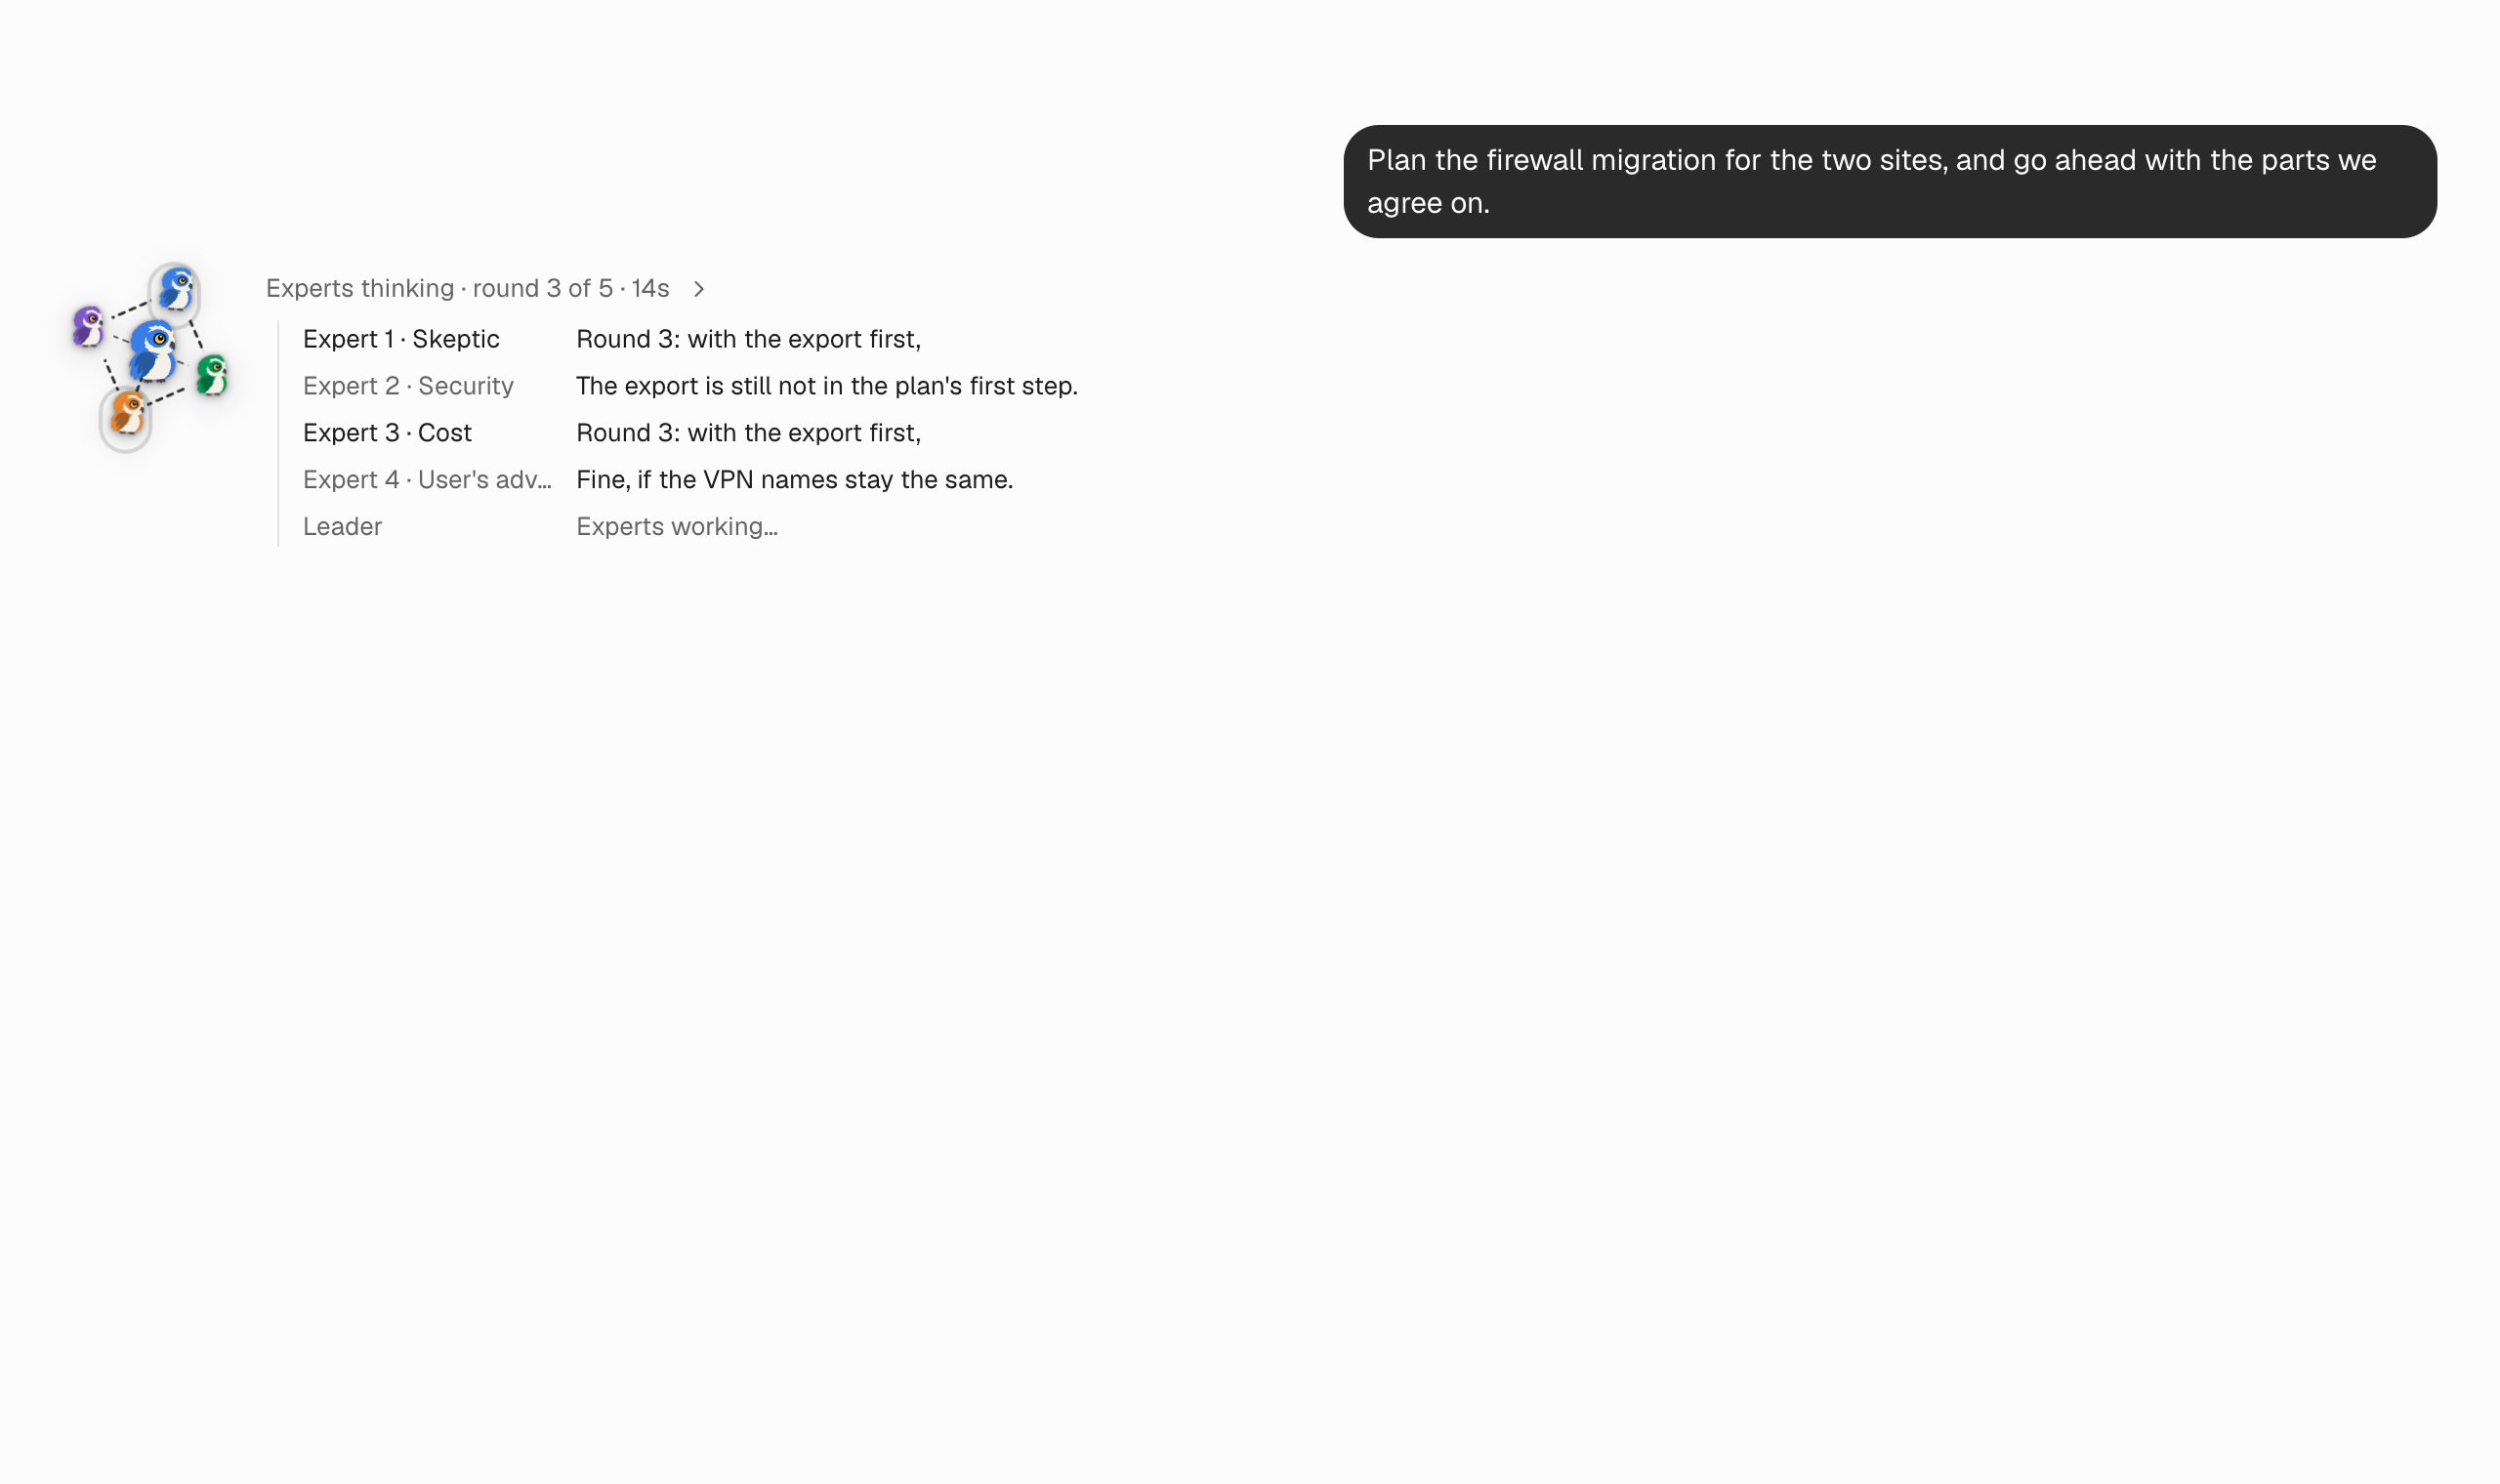 Plan the firewall migration for the two sites, and go ahead with the parts we
agree on.
Experts thinking · round 3 of 5 · 14s
Expert 1 · Skeptic Round 3: with the export first,
Expert 2 · Security The export is still not in the plan's first step.
Expert 3 · Cost Round 3: with the export first,
Expert 4 · User's adv... Fine, if the VPN names stay the same.
Leader Experts working...